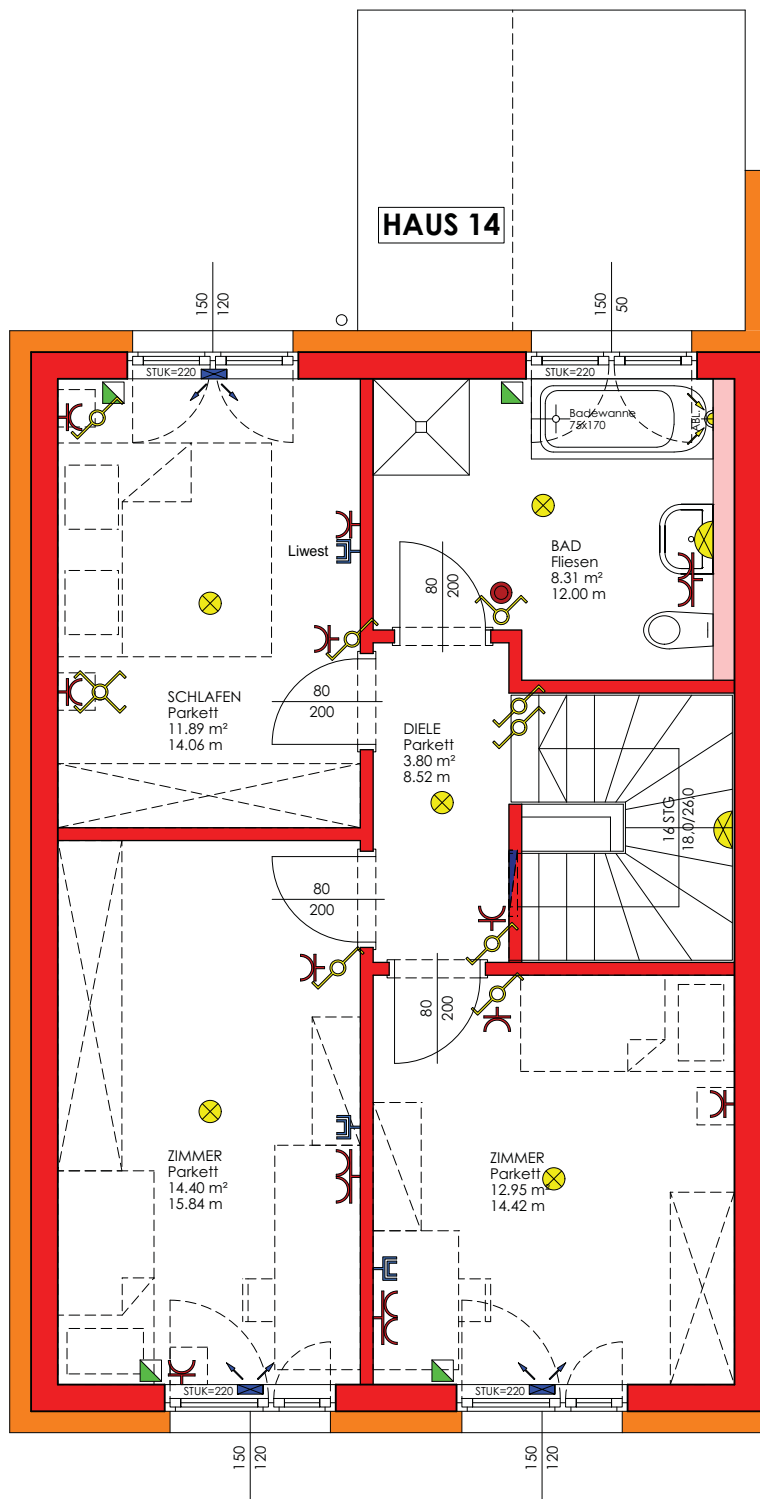 HAUS 14
150
120
150
50
STUK=220
STUK=220
Badewanne
75x170
ABL.
Liwest
BAD
Fliesen
8.31 m²
12.00 m
80
200
SCHLAFEN
Parkett
11.89 m²
14.06 m
80
200
DIELE
Parkett
3.80 m²
8.52 m
16 STG
18,0/26,0
80
200
80
200
ZIMMER
Parkett
14.40 m²
15.84 m
ZIMMER
Parkett
12.95 m²
14.42 m
STUK=220
STUK=220
150
120
150
120